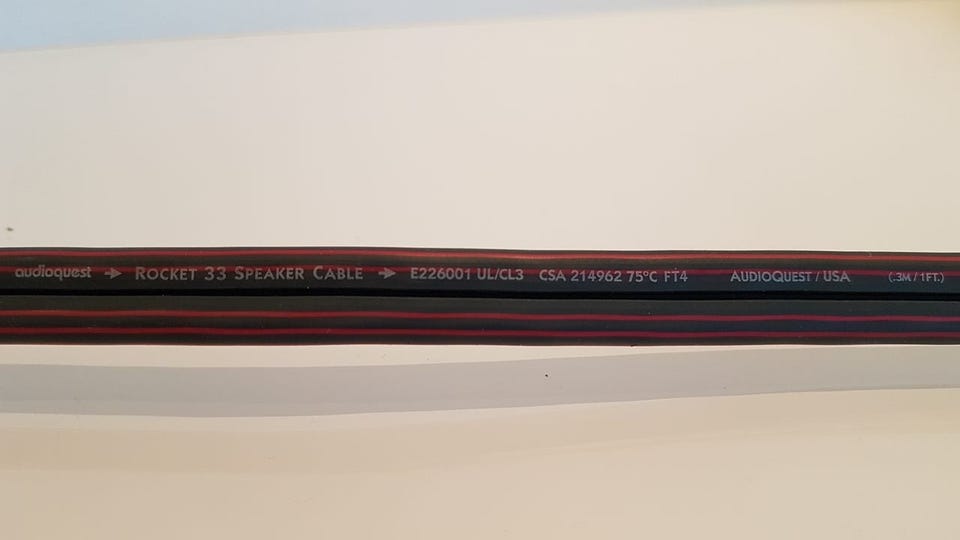 audioquest → ROCKET 33 SPEAKER CABLE → E226001 UL/CL3 CSA 214962 75°C FT4 AUDIOQUEST / USA (.3M / 1FT.)